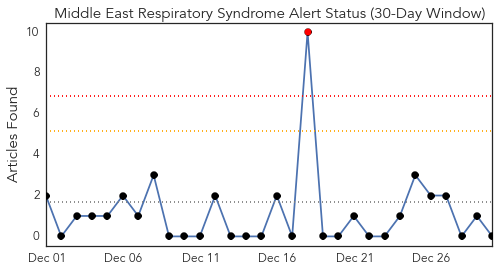 Middle East Respiratory Syndrome Alert Status (30-Day Window)
Articles Found
10
8
6
4
2
0
Dec 01 Dec 06 Dec 11 Dec 16 Dec 21 Dec 26